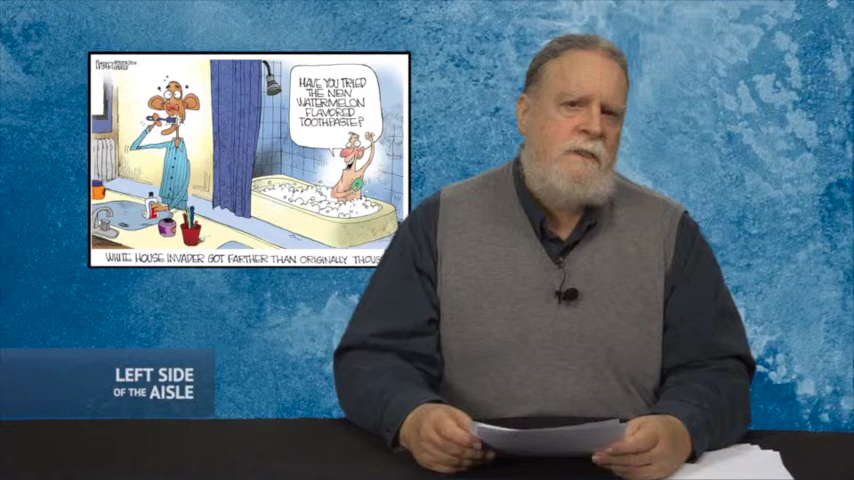 HAVE YOU TRIED
THE NEW
WATERMELON
FLAVORED
TOOTHPASTE?
WHITE HOUSE INVADER GOT FARTHER THAN ORIGINALLY THOUG
LEFT SIDE
OF THE AISLE